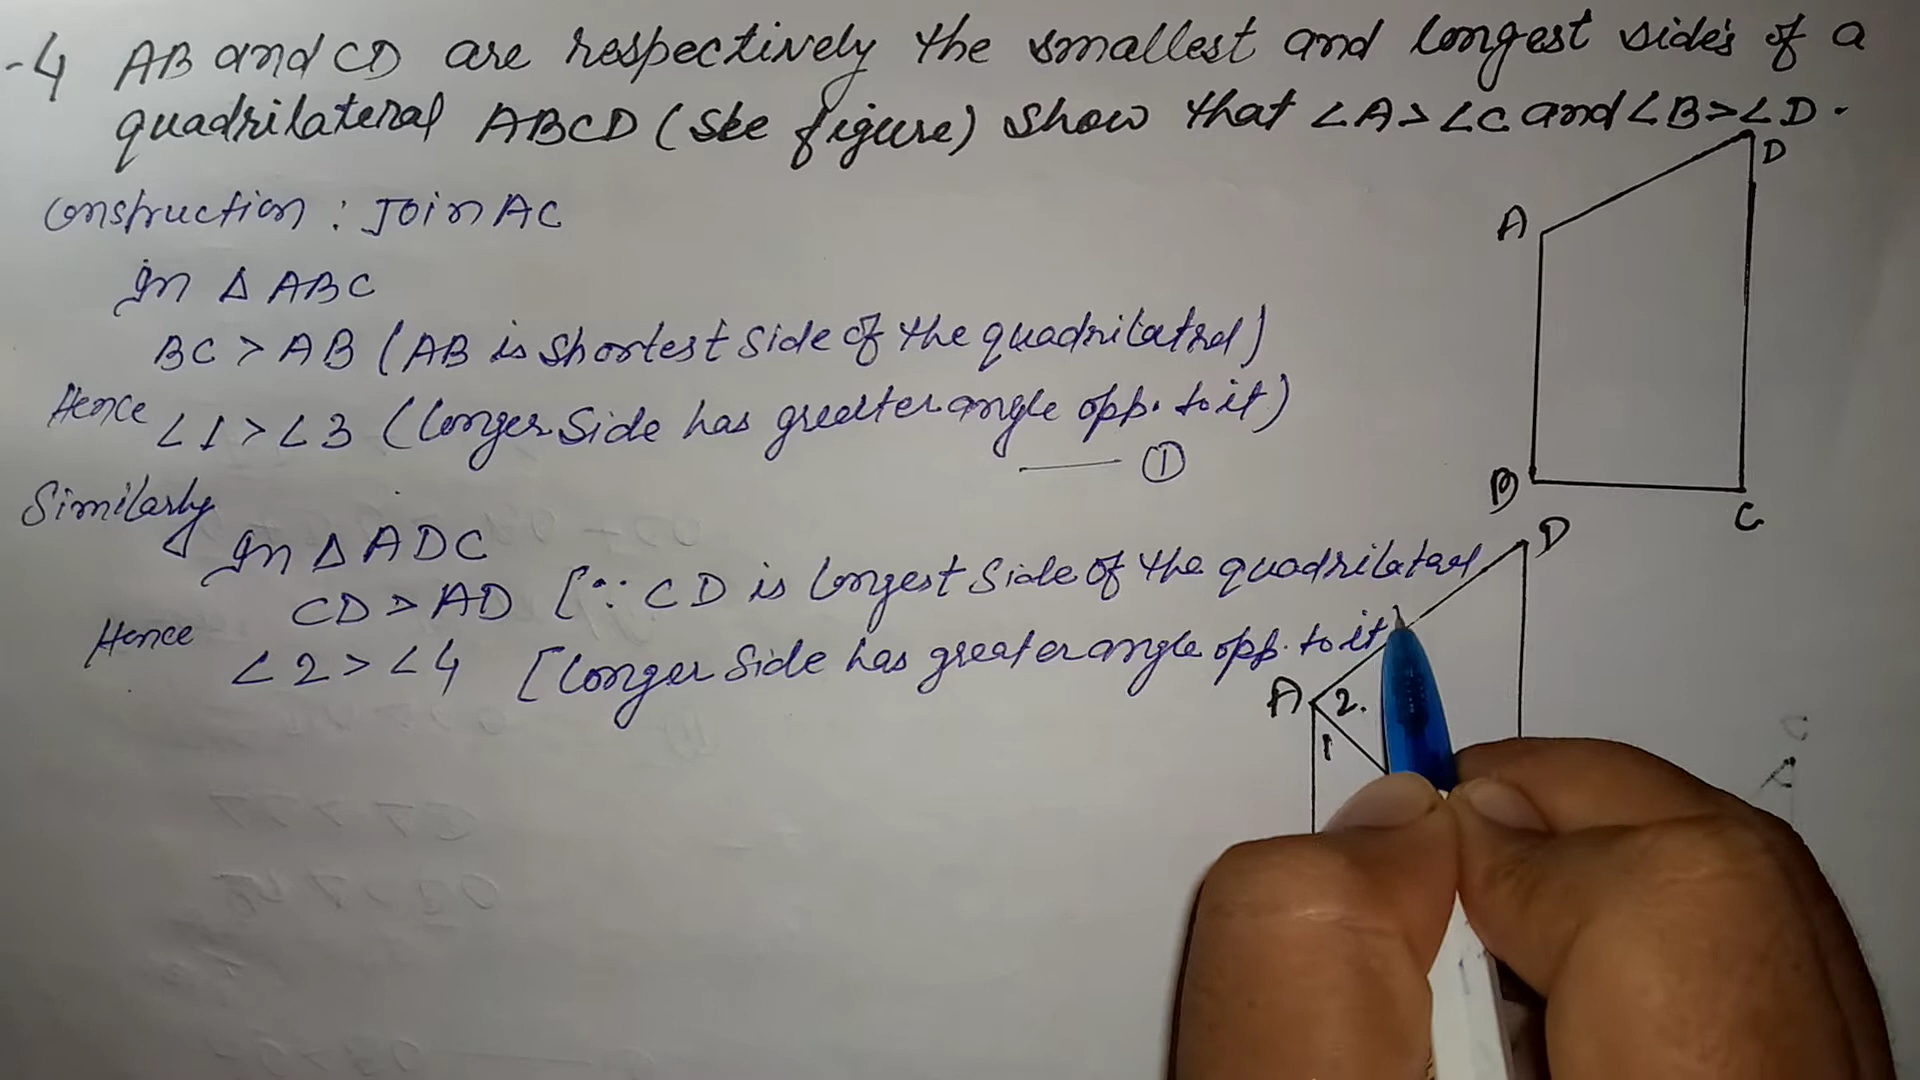 -4 AB and CD are respectively the smallest and longest sides of a
quadrilateral ABCD (See figure) Show that ∠A > ∠C and ∠B > ∠D.
D
A
B
C
Construction : Join AC
In Δ ABC
BC > AB (AB is Shortest Side of the quadrilatral)
Hence ∠1 > ∠3 (longer Side has greater angle opp. to it)
①
Similarly
In Δ ADC
CD > AD [∵ CD is longest Side of the quadrilatral
Hence ∠2 > ∠4 [longer Side has greater angle opp. to it
D
A 2.
1